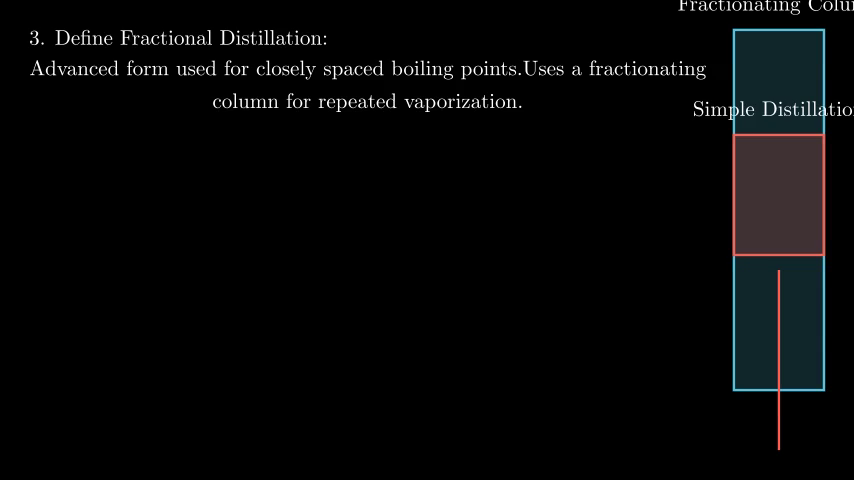 Fractionating Colum
3. Define Fractional Distillation:
Advanced form used for closely spaced boiling points.Uses a fractionating
column for repeated vaporization.
Simple Distillation